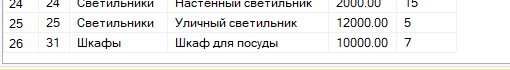 24 24 Светильники Настенный светильник 2000.00 15
25 25 Светильники Уличный светильник 12000.00 5
26 31 Шкафы Шкаф для посуды 10000.00 7